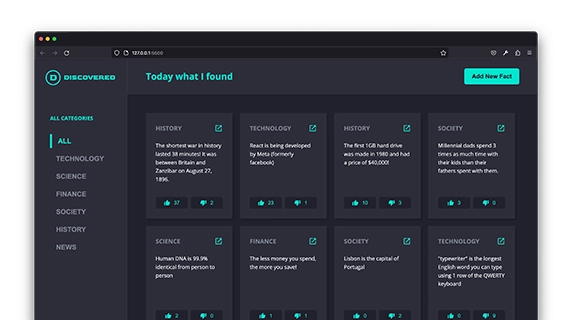 127.0.0.1:5500
DISCOVERED
Today what I found
Add New Fact
ALL CATEGORIES
ALL
TECHNOLOGY
SCIENCE
FINANCE
SOCIETY
HISTORY
NEWS
HISTORY
The shortest war in history
lasted 38 minutes! It was
between Britain and
Zanzibar on August 27,
1896.
37
2
TECHNOLOGY
React is being developed
by Meta (formerly
facebook)
23
1
HISTORY
The first 1GB hard drive
was made in 1980 and had
a price of $40,000!
10
3
SOCIETY
Millennial dads spend 3
times as much time with
their kids than their
fathers spent with them.
3
0
SCIENCE
Human DNA is 99.9%
identical from person to
person
2
0
FINANCE
The less money you spend,
the more you save!
1
1
SOCIETY
Lisbon is the capital of
Portugal
0
2
TECHNOLOGY
"typewriter" is the longest
English word you can type
using 1 row of the QWERTY
keyboard
0
9